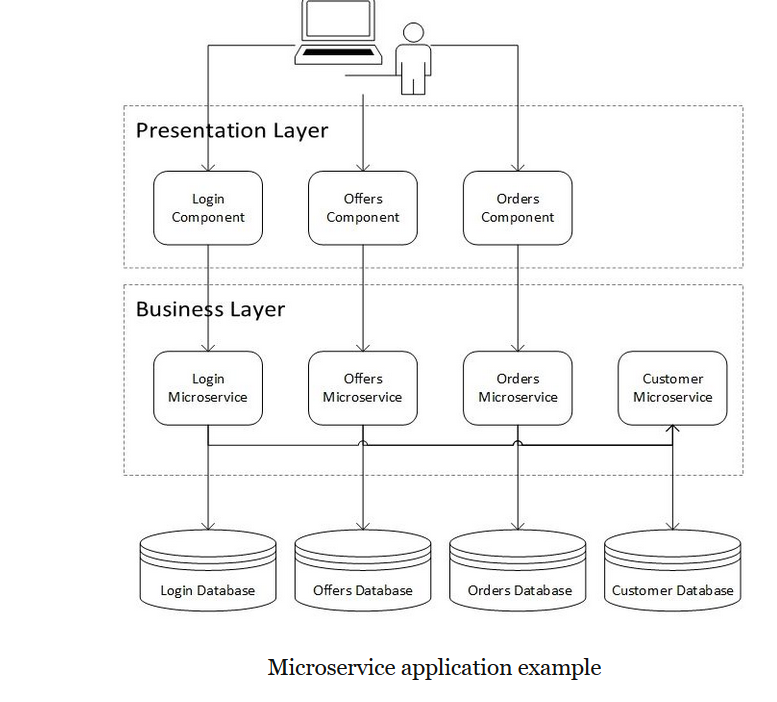 Presentation Layer
Login
Component
Offers
Component
Orders
Component
Business Layer
Login
Microservice
Offers
Microservice
Orders
Microservice
Customer
Microservice
Login Database
Offers Database
Orders Database
Customer Database
Microservice application example